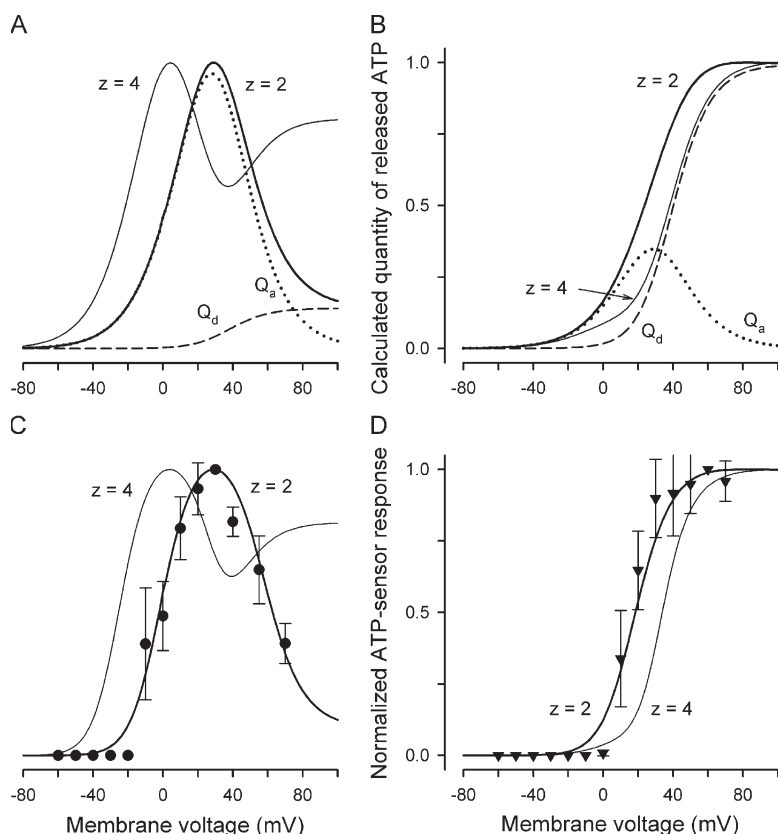 A
z = 4
z = 2
Q_a
Q_d
-80 -40 0 40 80
B
Calculated quantity of released ATP
1.0
0.5
0.0
z = 2
z = 4
Q_d
Q_a
-80 -40 0 40 80
C
z = 4
z = 2
-80 -40 0 40 80
Membrane voltage (mV)
D
Normalized ATP-sensor response
1.0
0.5
0.0
z = 2
z = 4
-80 -40 0 40 80
Membrane voltage (mV)